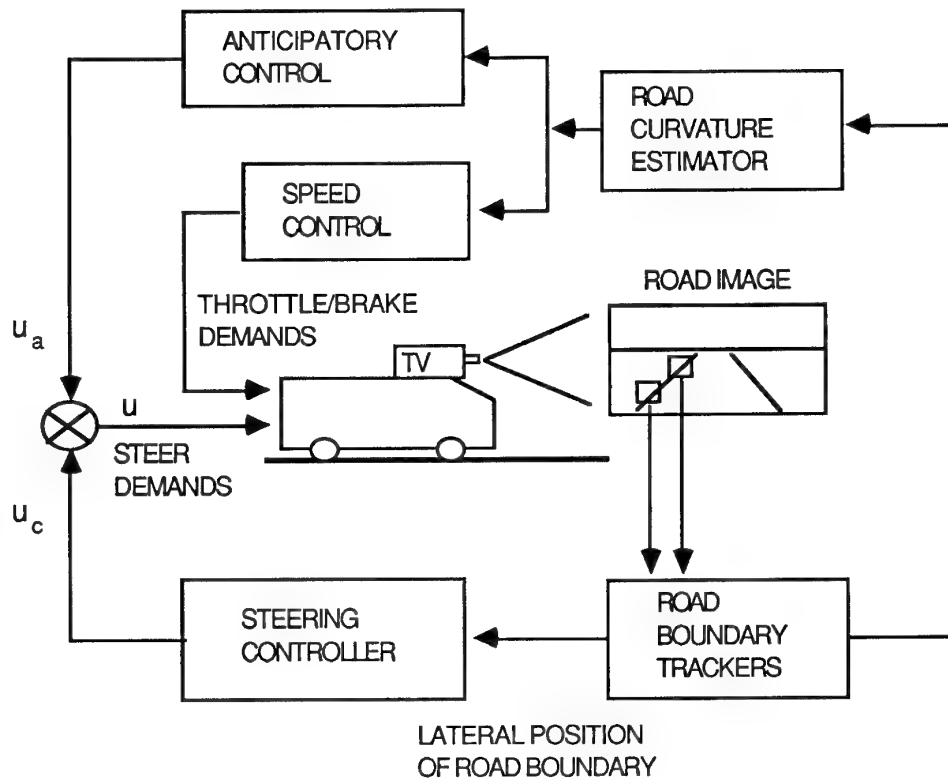 ANTICIPATORY
CONTROL
ROAD
CURVATURE
ESTIMATOR
SPEED
CONTROL
ROAD IMAGE
THROTTLE/BRAKE
DEMANDS
u a
TV
u
STEER
DEMANDS
u c
STEERING
CONTROLLER
ROAD
BOUNDARY
TRACKERS
LATERAL POSITION
OF ROAD BOUNDARY